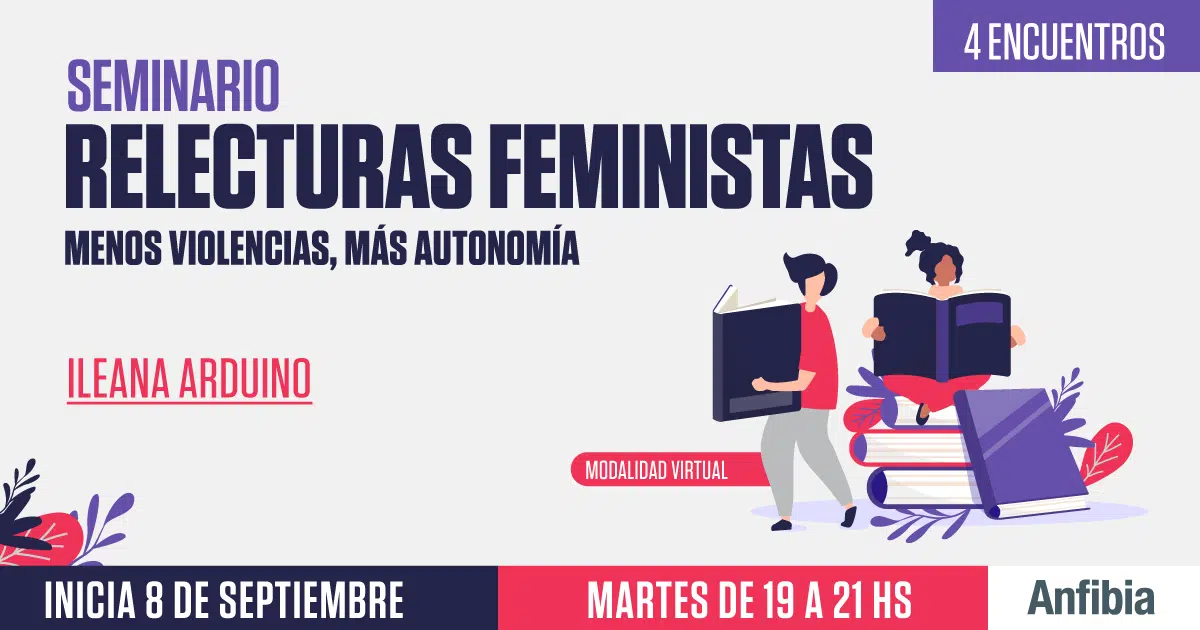 4 ENCUENTROS
SEMINARIO
RELECTURAS FEMINISTAS
MENOS VIOLENCIAS, MÁS AUTONOMÍA
ILEANA ARDUINO
MODALIDAD VIRTUAL
INICIA 8 DE SEPTIEMBRE
MARTES DE 19 A 21 HS
Anfibia